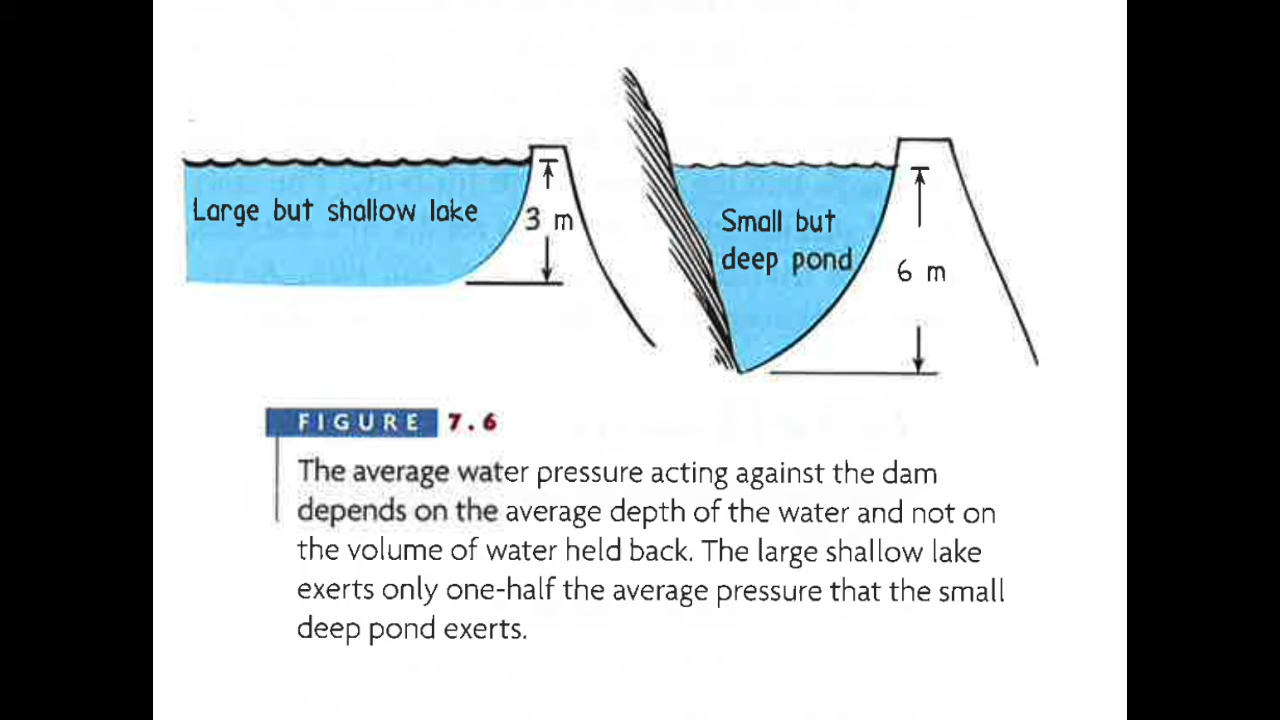 Large but shallow lake
3 m
Small but
deep pond
6 m
FIGURE 7.6
The average water pressure acting against the dam
depends on the average depth of the water and not on
the volume of water held back. The large shallow lake
exerts only one-half the average pressure that the small
deep pond exerts.